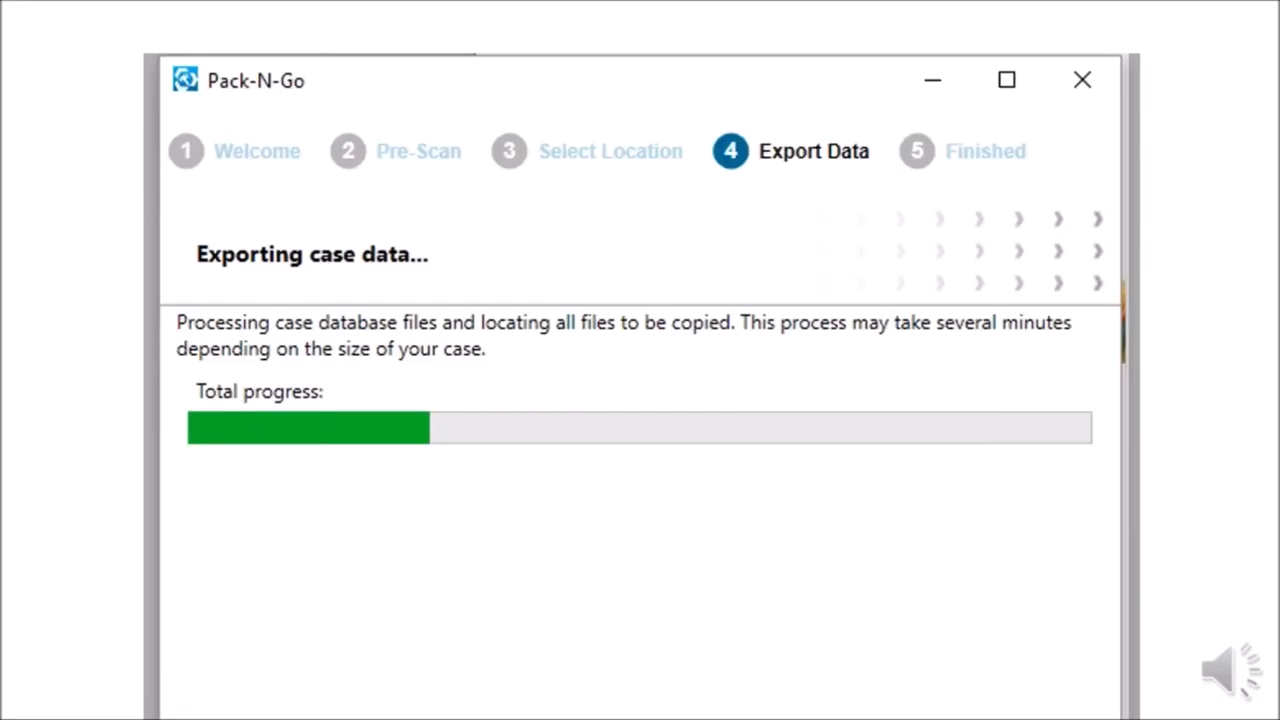 Pack-N-Go
1 Welcome 2 Pre-Scan 3 Select Location 4 Export Data 5 Finished
Exporting case data...
Processing case database files and locating all files to be copied. This process may take several minutes
depending on the size of your case.
Total progress: